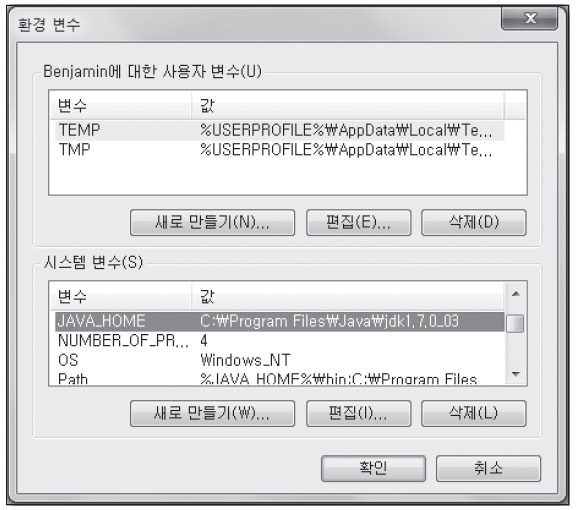 환경 변수
Benjamin에 대한 사용자 변수(U)
변수 값
TEMP %USERPROFILE%₩AppData₩Local₩Te...
TMP %USERPROFILE%₩AppData₩Local₩Te...
새로 만들기(N)... 편집(E)... 삭제(D)
시스템 변수(S)
변수 값
JAVA_HOME C:₩Program Files₩Java₩jdk1.7.0_03
NUMBER_OF_PR... 4
OS Windows_NT
Path %JAVA_HOME%₩bin;C:₩Program Files
새로 만들기(W)... 편집(I)... 삭제(L)
확인 취소